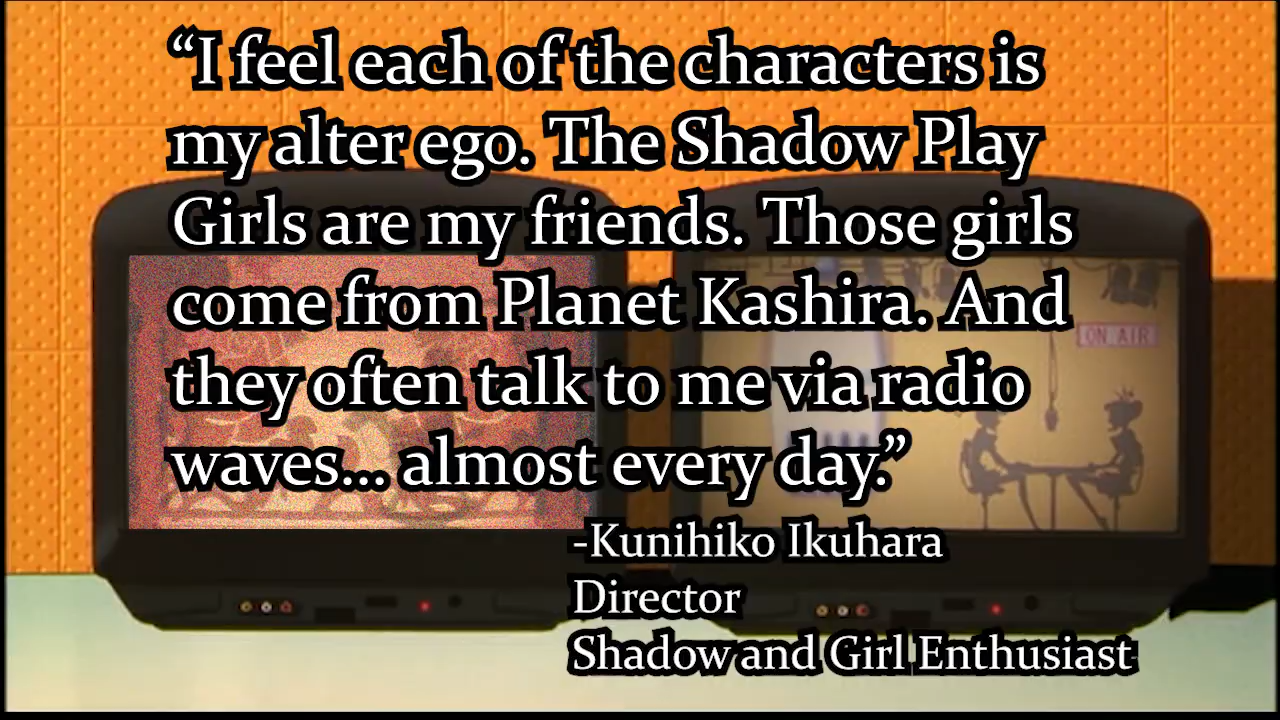 “I feel each of the characters is
my alter ego. The Shadow Play
Girls are my friends. Those girls
come from Planet Kashira. And
they often talk to me via radio
waves... almost every day.”
ON AIR
-Kunihiko Ikuhara
Director
Shadow and Girl Enthusiast